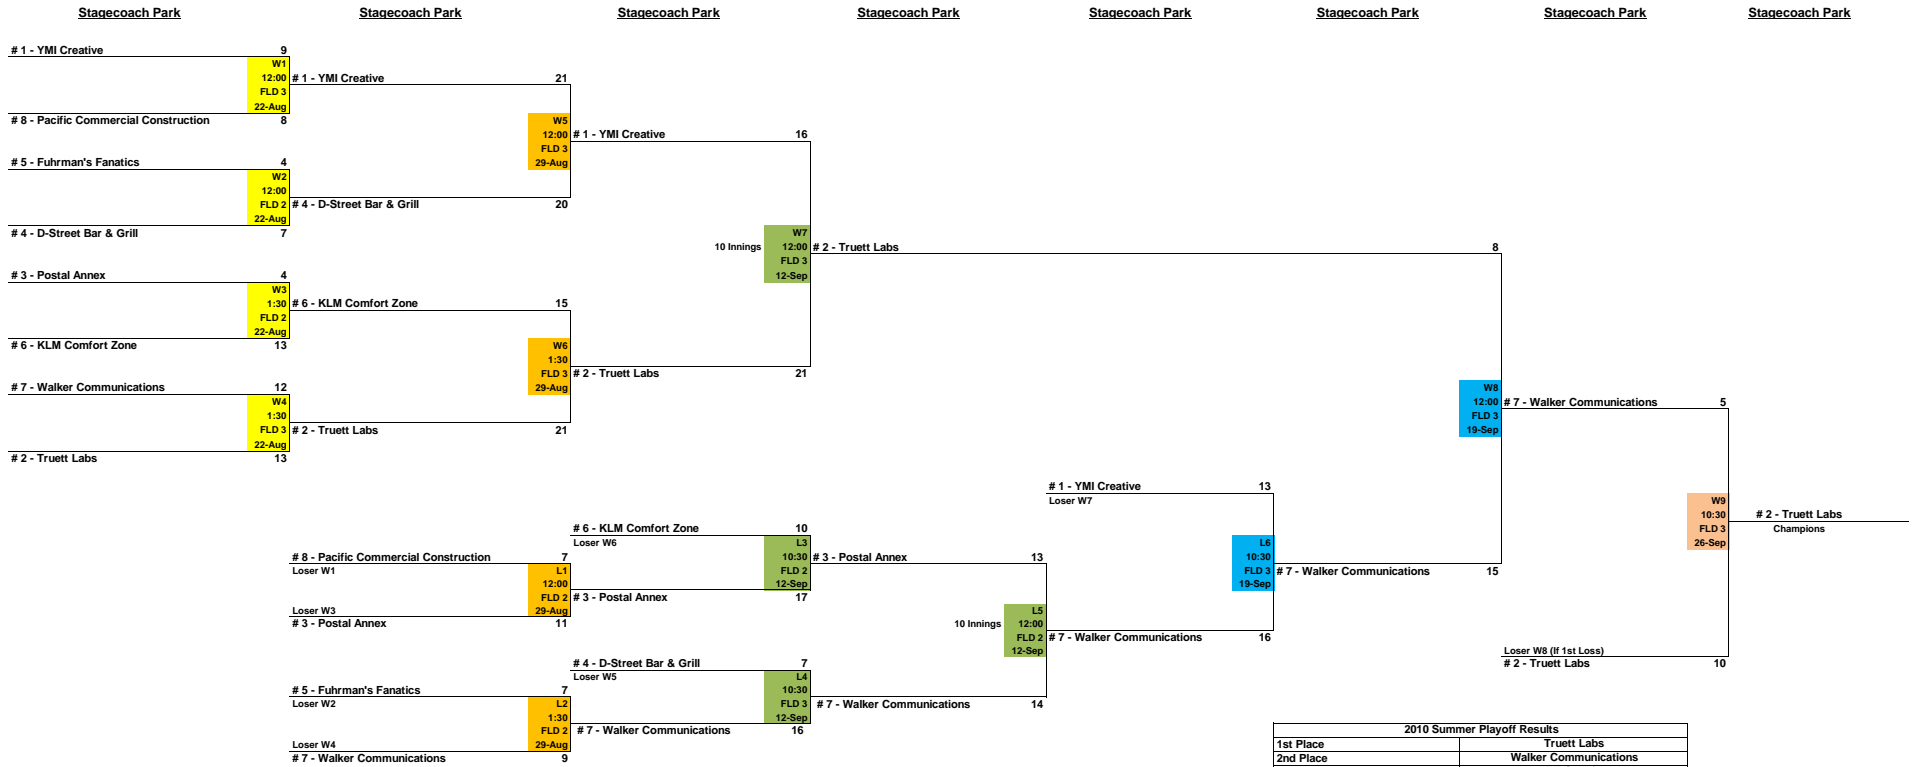 Stagecoach Park Stagecoach Park Stagecoach Park Stagecoach Park Stagecoach Park Stagecoach Park Stagecoach Park Stagecoach Park
# 1 - YMI Creative 9
W1
12:00
FLD 3
22-Aug
# 8 - Pacific Commercial Construction 8
# 5 - Fuhrman's Fanatics 4
W2
12:00
FLD 2
22-Aug
# 4 - D-Street Bar & Grill 7
# 3 - Postal Annex 4
W3
1:30
FLD 2
22-Aug
# 6 - KLM Comfort Zone 13
# 7 - Walker Communications 12
W4
1:30
FLD 3
22-Aug
# 2 - Truett Labs 13
# 1 - YMI Creative 21
W5
12:00
FLD 3
29-Aug
# 4 - D-Street Bar & Grill 20
# 6 - KLM Comfort Zone 15
W6
1:30
FLD 3
29-Aug
# 2 - Truett Labs 21
# 8 - Pacific Commercial Construction 7
Loser W1
L1
12:00
FLD 2
29-Aug
Loser W3
# 3 - Postal Annex 11
# 5 - Fuhrman's Fanatics 7
Loser W2
L2
1:30
FLD 2
29-Aug
Loser W4
# 7 - Walker Communications 9
# 1 - YMI Creative 16
W7
10 Innings 12:00
FLD 3
12-Sep
# 2 - Truett Labs 21
# 6 - KLM Comfort Zone 10
Loser W6
L3
10:30
FLD 2
12-Sep
# 3 - Postal Annex 17
# 4 - D-Street Bar & Grill 7
Loser W5
L4
10:30
FLD 3
12-Sep
# 7 - Walker Communications 16
# 2 - Truett Labs 8
# 3 - Postal Annex 13
L5
10 Innings 12:00
FLD 2
12-Sep
# 7 - Walker Communications 14
# 1 - YMI Creative 13
Loser W7
L6
10:30
FLD 3
19-Sep
# 7 - Walker Communications 16
W8
12:00
FLD 3
19-Sep
# 7 - Walker Communications 15
# 7 - Walker Communications 5
W9
10:30
FLD 3
26-Sep
Loser W8 (If 1st Loss)
# 2 - Truett Labs 10
# 2 - Truett Labs
Champions
2010 Summer Playoff Results
1st Place Truett Labs
2nd Place Walker Communications